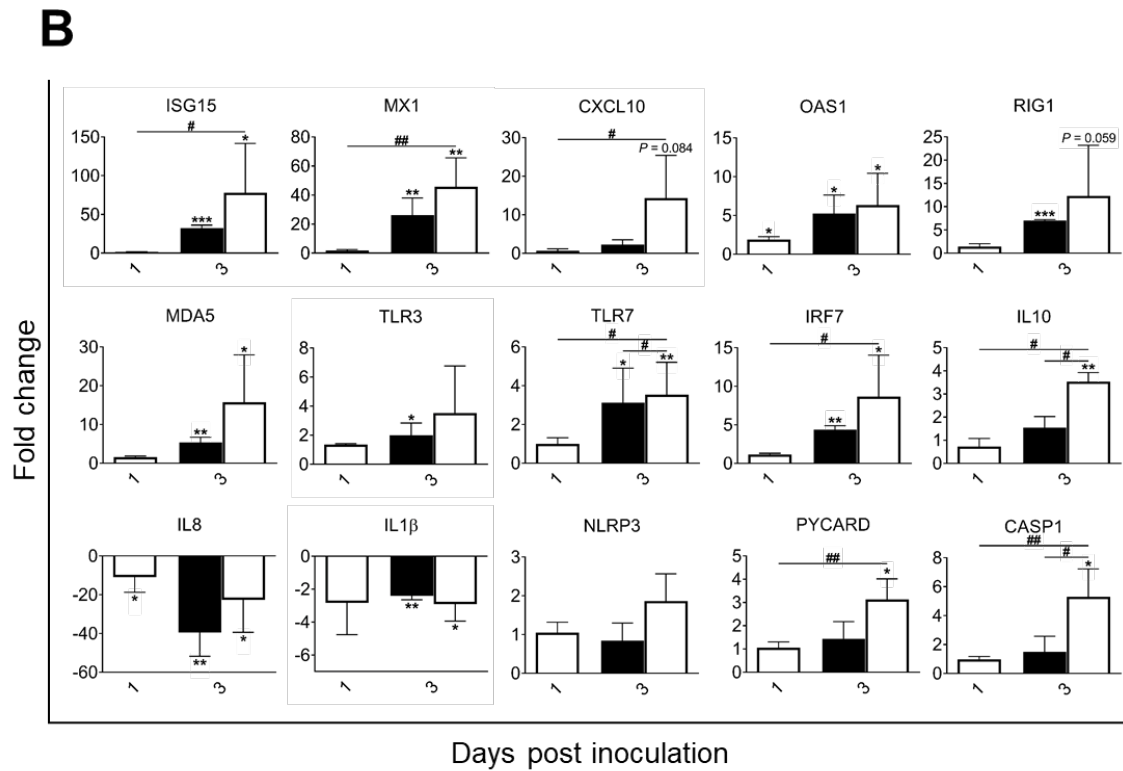 B
ISG15 MX1 CXCL10 OAS1 RIG1
# ## #
* ** P = 0.084 * P = 0.059
150 80 30 15 25
100 60 20 10 20
50 40 10 5 15
0 20 0 0 10
0 5
0
*** ** * * ***
1 3 1 3 1 3 1 3 1 3
MDA5 TLR3 TLR7 IRF7 IL10
# # #
# #
* ** * **
30 8 6 15 5
20 6 4 10 4
10 4 2 5 3
0 2 0 0 2
0 1
0
** * * **
1 3 1 3 1 3 1 3 1 3
Fold change
IL8 IL1β NLRP3 PYCARD CASP1
## ##
#
* *
0 0 3 5 8
-20 -2 2 4 6
-40 -4 1 3 4
-60 -6 0 2 2
1 0
0
* ** * ** *
1 3 1 3 1 3 1 3 1 3
Days post inoculation